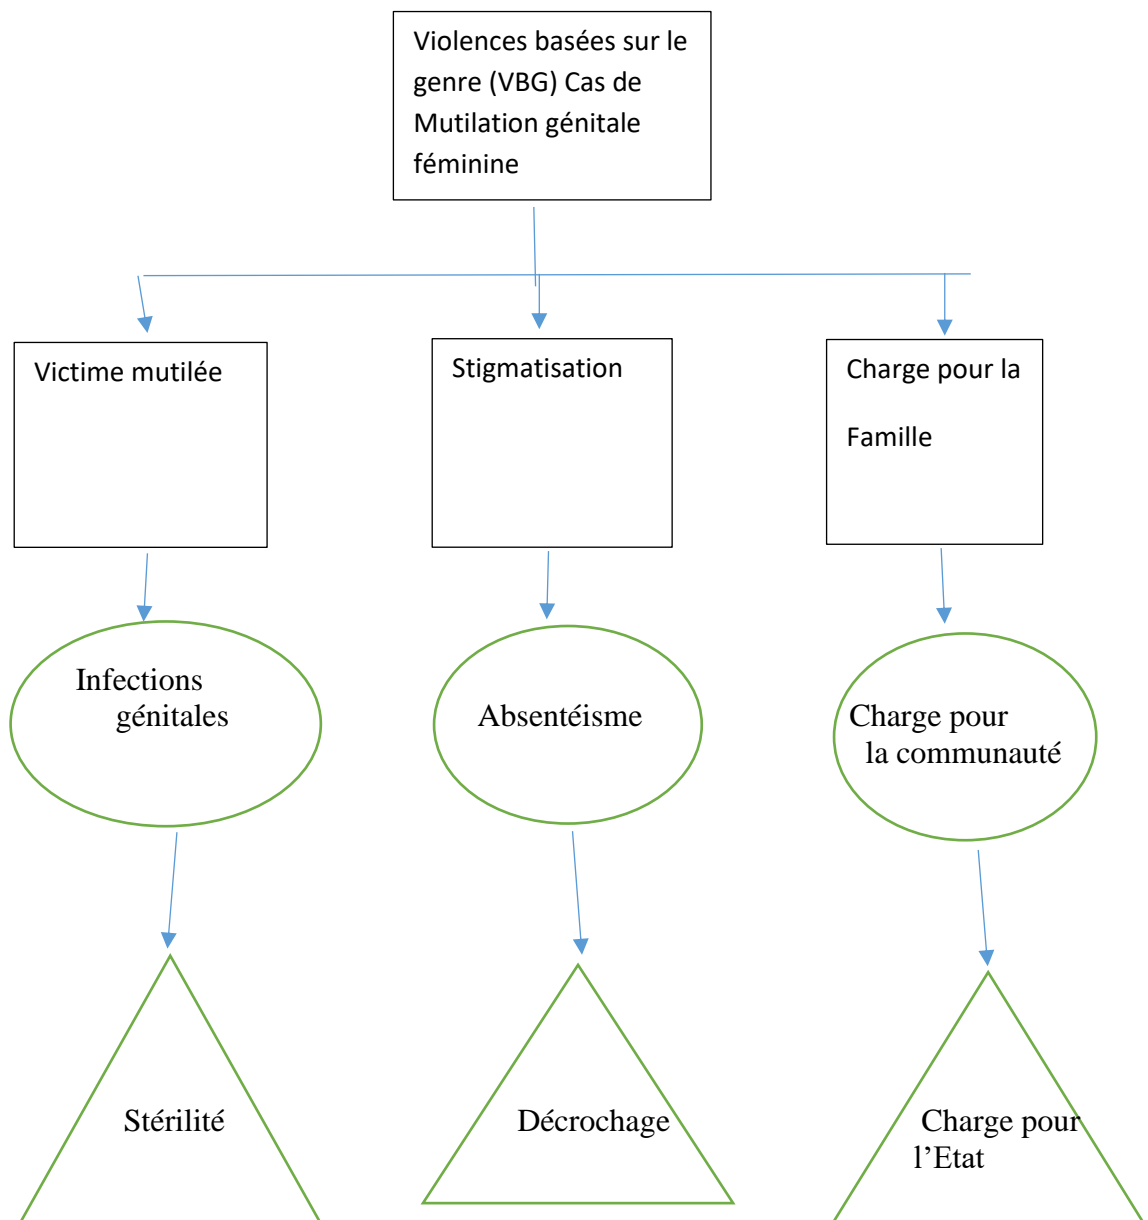 Violences basées sur le
genre (VBG) Cas de
Mutilation génitale
féminine
Victime mutilée
Stigmatisation
Charge pour la
Famille
Infections
génitales
Absentéisme
Charge pour
la communauté
Stérilité
Décrochage
Charge pour
l’Etat